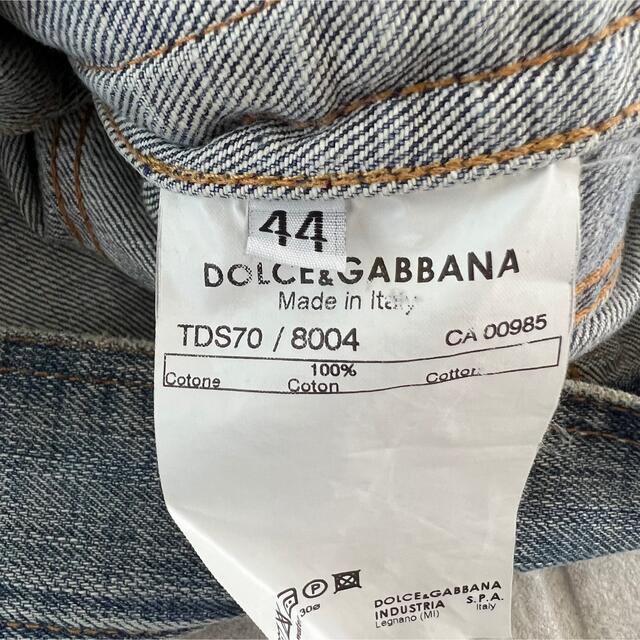 44
DOLCE&GABBANA
Made in Italy
TDS70 / 8004 CA 00985
100%
Cotone Coton Cotton
P
30°
DOLCE&GABBANA
INDUSTRIA S.P.A.
Legnano (MI) Italy